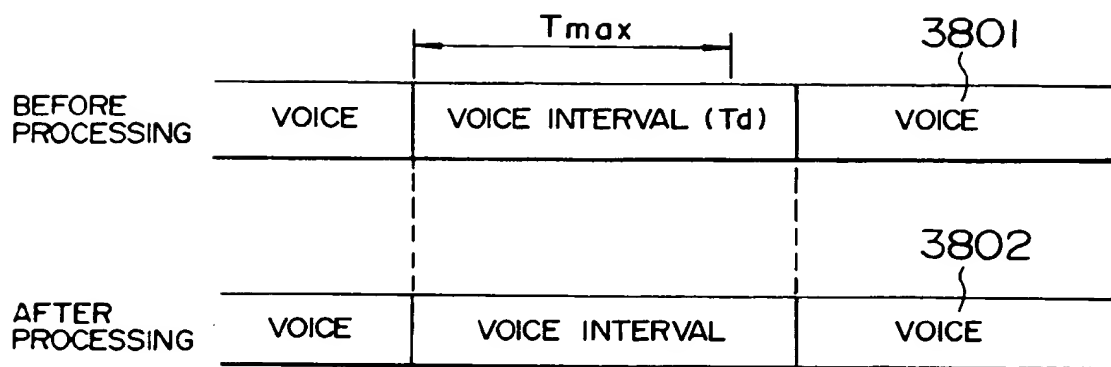 Tmax
3801
BEFORE
PROCESSING
VOICE
VOICE INTERVAL (Td)
VOICE
3802
AFTER
PROCESSING
VOICE
VOICE INTERVAL
VOICE